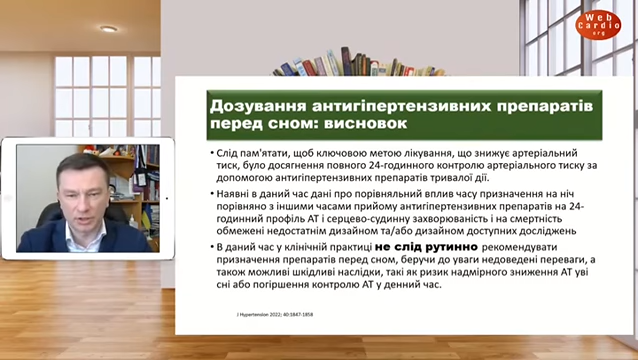 Web
Cardio
org
Дозування антигіпертензивних препаратів
перед сном: висновок
• Слід пам'ятати, щоб ключовою метою лікування, що знижує артеріальний
тиск, було досягнення повного 24-годинного контролю артеріального тиску за
допомогою антигіпертензивних препаратів тривалої дії.
• Наявні в даний час дані про порівняльний вплив часу призначення на ніч
порівняно з іншими часами прийому антигіпертензивних препаратів на 24-
годинний профіль АТ і серцево-судинну захворюваність і на смертність
обмежені недостатнім дизайном та/або дизайном доступних досліджень
• В даний час у клінічній практиці не слід рутинно рекомендувати
призначення препаратів перед сном, беручи до уваги недоведені переваги, а
також можливі шкідливі наслідки, такі як ризик надмірного зниження АТ уві
сні або погіршення контролю АТ у денний час.
J Hypertension 2022; 40:1847-1858